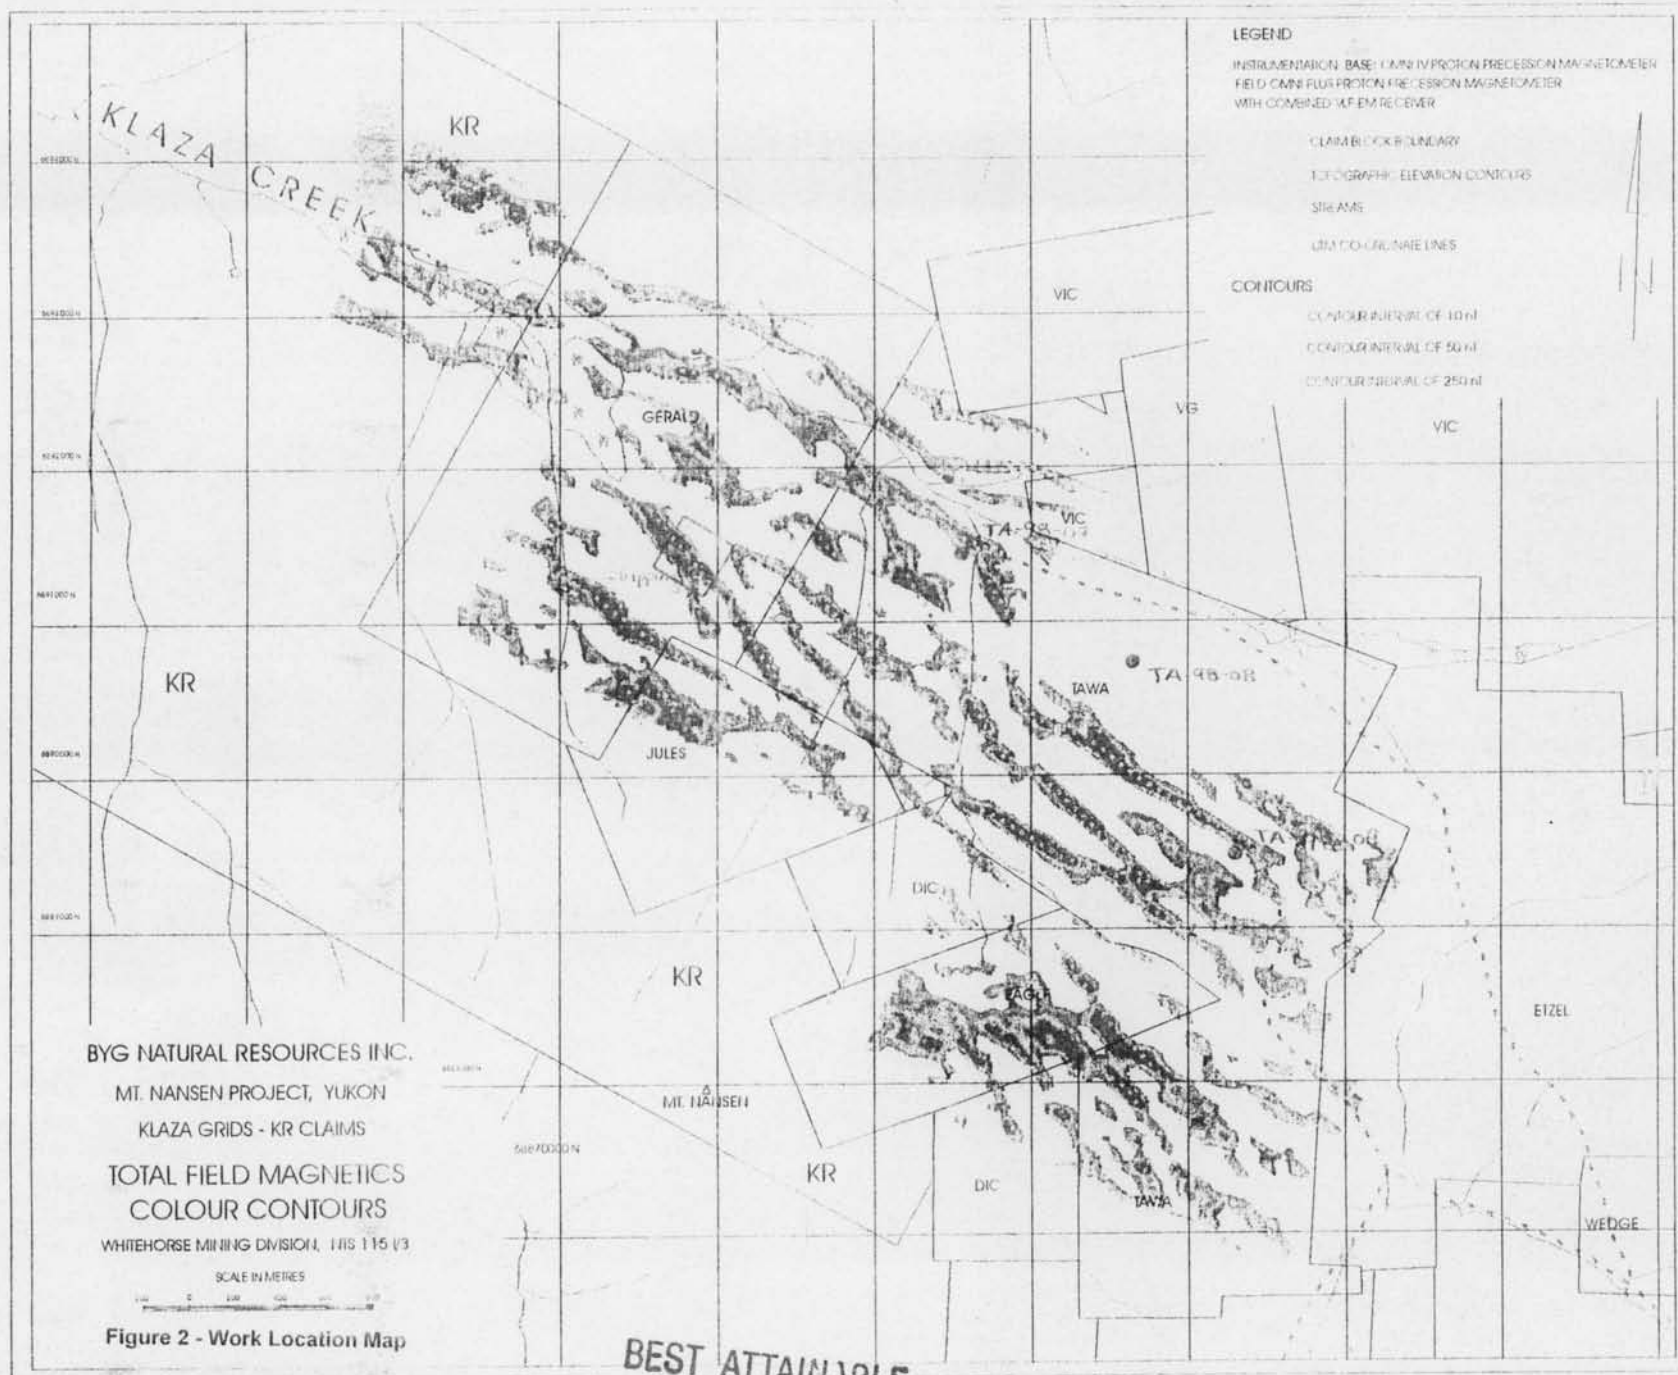 LEGEND
INSTRUMENTATION BASE: OMNI IV PROTON PRECESSION MAGNETOMETER
FIELD OMNI PLUS PROTON PRECESSION MAGNETOMETER
WITH COMBINED VLF-EM RECEIVER
CLAIM BLOCK BOUNDARY
TOPOGRAPHIC ELEVATION CONTOURS
STREAMS
UTM CO-ORDINATE LINES
CONTOURS
CONTOUR INTERVAL OF 10 nT
CONTOUR INTERVAL OF 50 nT
CONTOUR INTERVAL OF 250 nT
KLAZA CREEK
KR
VIC
GERALD
VG
VIC
VIC
TAWA
TA-98-08
KR
JULES
DIC
KR
EAGLE
ETZEL
MT. NANSEN
KR
DIC
TAWA
WEDGE
BYG NATURAL RESOURCES INC.
MT. NANSEN PROJECT, YUKON
KLAZA GRIDS - KR CLAIMS
TOTAL FIELD MAGNETICS
COLOUR CONTOURS
WHITEHORSE MINING DIVISION, NTS 115 I/3
SCALE IN METRES
Figure 2 - Work Location Map
BEST